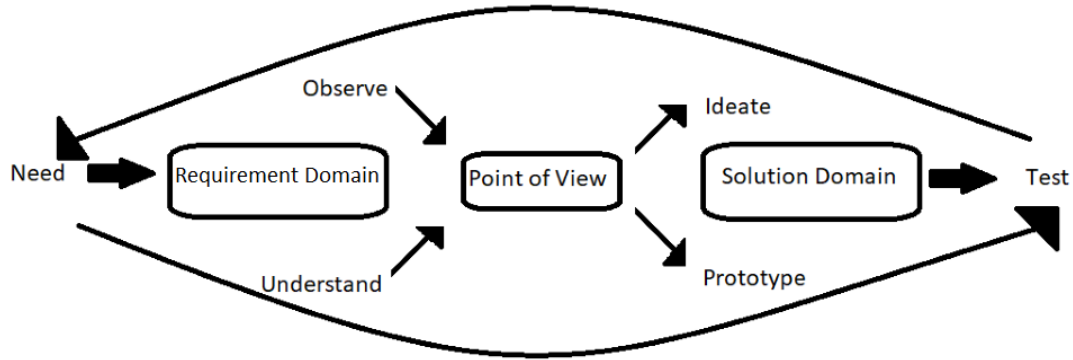 Observe
Ideate
Need
Requirement Domain
Point of View
Solution Domain
Test
Understand
Prototype